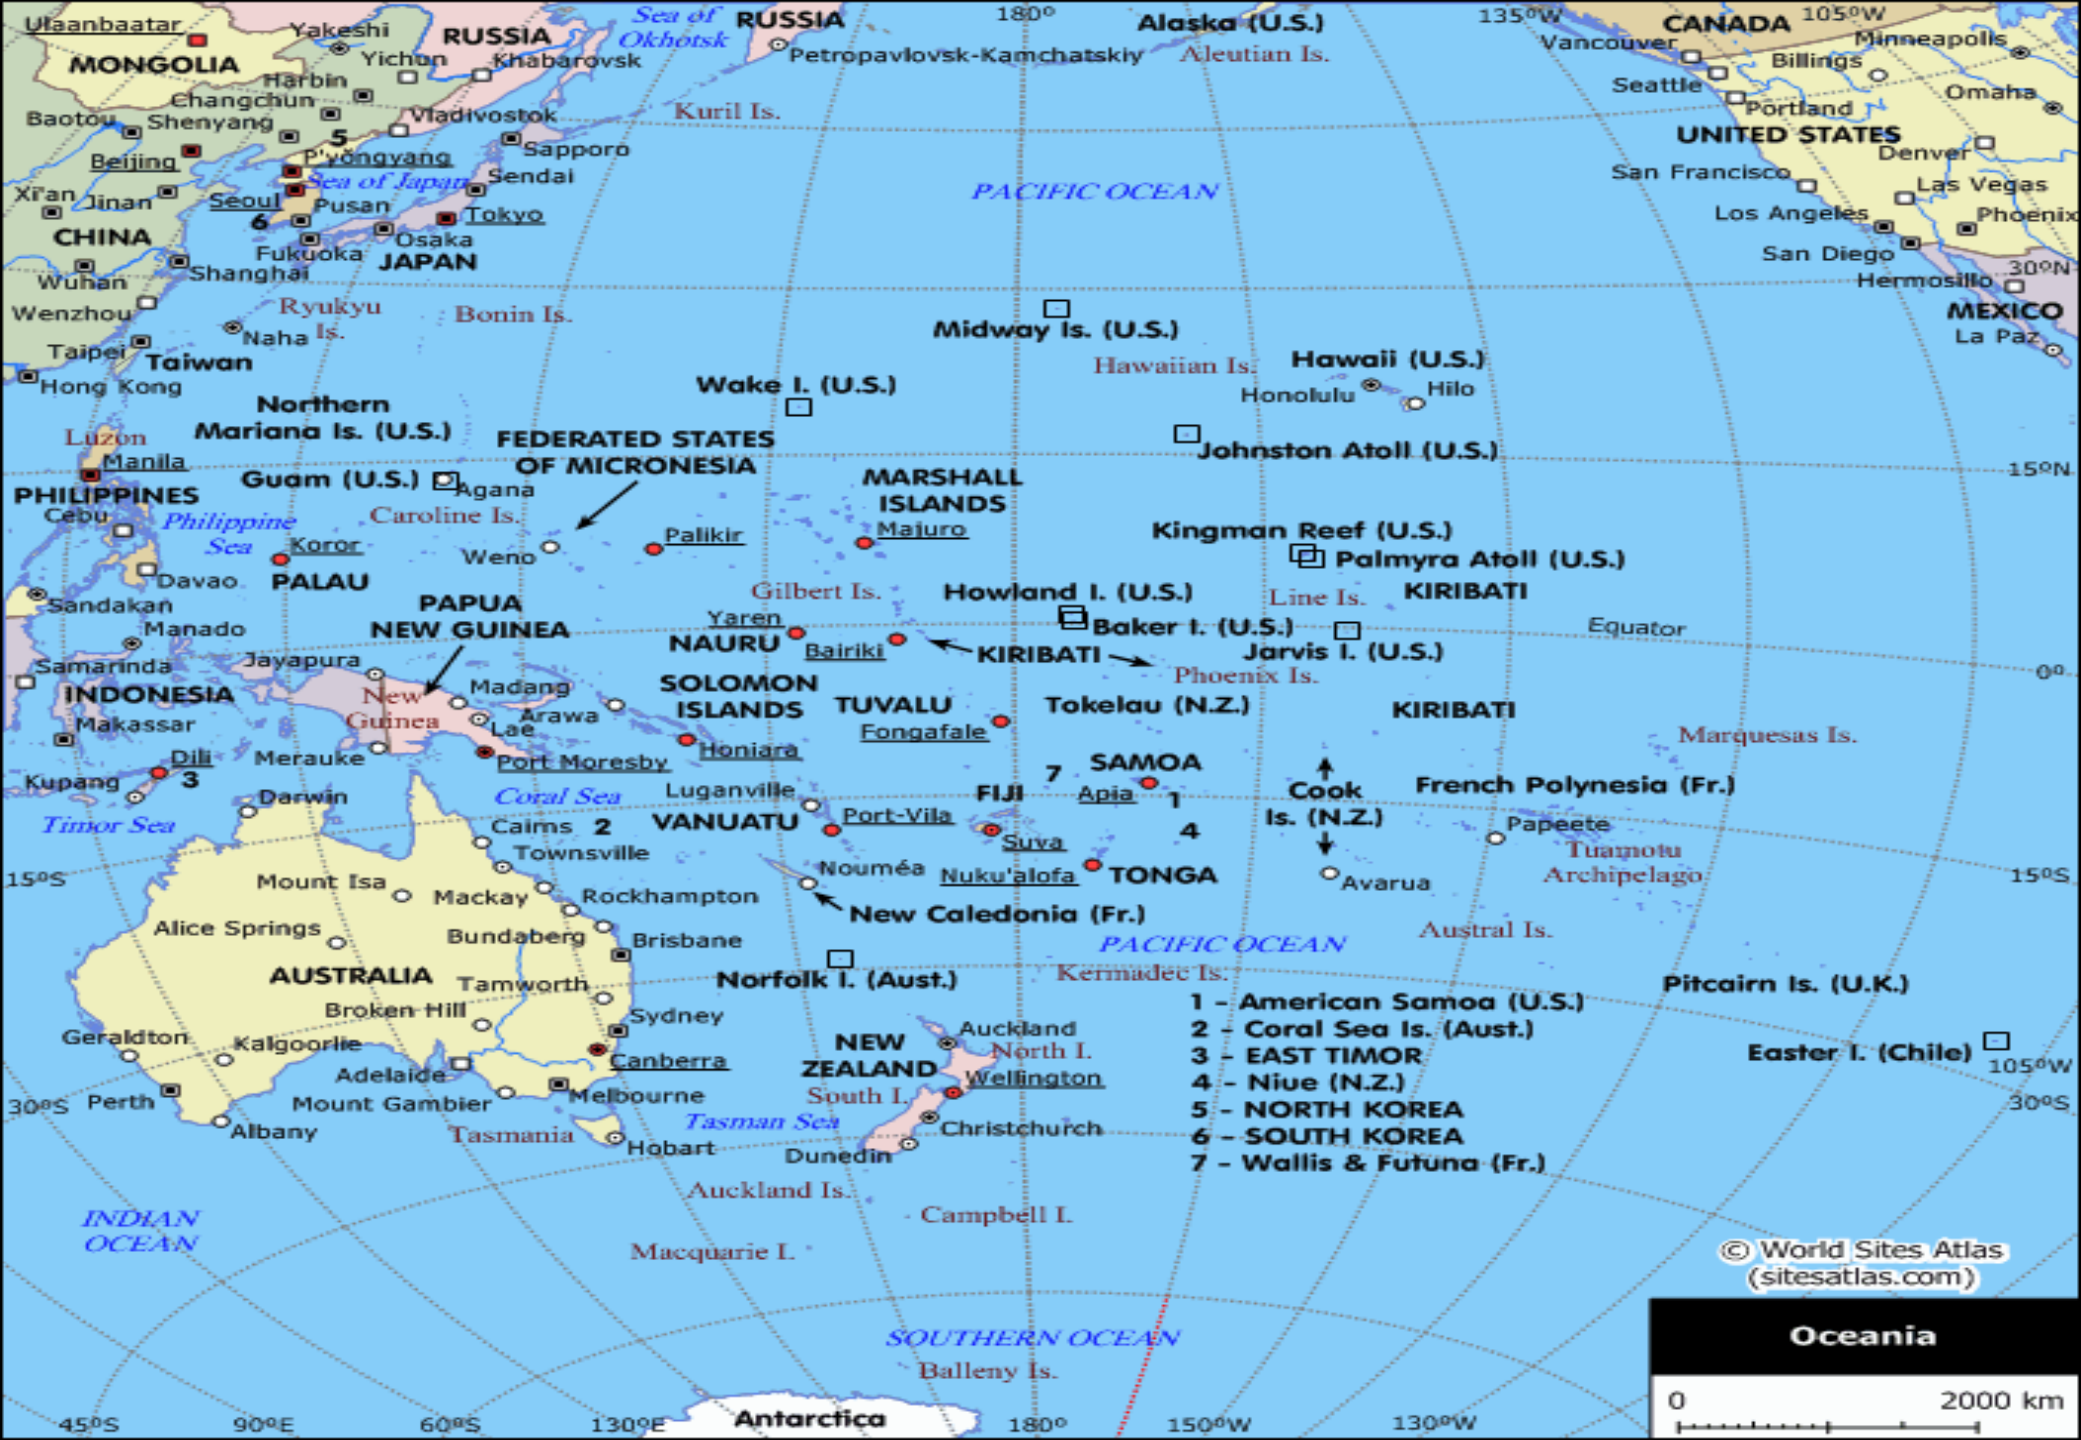 Ulaanbaatar
MONGOLIA
Yakeshi
RUSSIA
Sea of
Okhotsk
RUSSIA
Petropavlovsk-Kamchatskiy
180°
Alaska (U.S.)
Aleutian Is.
135°W
CANADA
105°W
Vancouver
Minneapolis
Billings
Yichun
Khabarovsk
Harbin
Seattle
Omaha
Changchun
Kuril Is.
Portland
Baotou
Shenyang
Vladivostok
UNITED STATES
5
Sapporo
Denver
Beijing
P'yŏngyang
San Francisco
Sea of Japan
Sendai
Las Vegas
Xi'an
Jinan
Seoul
Pusan
PACIFIC OCEAN
Tokyo
Los Angeles
Phoenix
6
CHINA
Osaka
San Diego
Fukuoka
JAPAN
Shanghai
Hermosillo
30°N
Wuhan
Ryukyu
Is.
Bonin Is.
MEXICO
Wenzhou
Midway Is. (U.S.)
La Paz
Naha
Taipei
Taiwan
Hawaiian Is.
Hawaii (U.S.)
Hong Kong
Wake I. (U.S.)
Honolulu
Hilo
Northern
Mariana Is. (U.S.)
Luzon
FEDERATED STATES
OF MICRONESIA
Johnston Atoll (U.S.)
Manila
15°N
Guam (U.S.)
Agana
MARSHALL
ISLANDS
PHILIPPINES
Cebu
Philippine
Sea
Caroline Is.
Majuro
Kingman Reef (U.S.)
Koror
Weno
Palikir
Palmyra Atoll (U.S.)
Davao
PALAU
Gilbert Is.
Howland I. (U.S.)
Line Is.
KIRIBATI
Sandakan
PAPUA
NEW GUINEA
Yaren
Baker I. (U.S.)
Equator
Manado
NAURU
Bairiki
KIRIBATI
Jarvis I. (U.S.)
0°
Samarinda
Jayapura
Phoenix Is.
INDONESIA
New
Guinea
Madang
SOLOMON
ISLANDS
TUVALU
Tokelau (N.Z.)
KIRIBATI
Makassar
Arawa
Lae
Fongafale
Marquesas Is.
Dili
Merauke
Port Moresby
Honiara
SAMOA
Kupang
3
7
Apia
1
French Polynesia (Fr.)
Darwin
Coral Sea
Luganville
FIJI
Cook
Is. (N.Z.)
Timor Sea
Cairns
2
VANUATU
Port-Vila
4
Papeete
Townsville
Suva
Tuamotu
Archipelago
15°S
Mount Isa
Mackay
Nouméa
Nuku'alofa
TONGA
Avarua
15°S
Rockhampton
New Caledonia (Fr.)
Alice Springs
Bundaberg
Brisbane
PACIFIC OCEAN
Austral Is.
AUSTRALIA
Tamworth
Norfolk I. (Aust.)
Kermadec Is.
Pitcairn Is. (U.K.)
Broken Hill
Sydney
Geraldton
Kalgoorlie
Canberra
NEW
ZEALAND
Auckland
North I.
Easter I. (Chile)
105°W
Adelaide
South I.
Wellington
30°S
Perth
Mount Gambier
Melbourne
30°S
Albany
Tasmania
Hobart
Tasman Sea
Christchurch
Dunedin
1 - American Samoa (U.S.)
2 - Coral Sea Is. (Aust.)
3 - EAST TIMOR
4 - Niue (N.Z.)
5 - NORTH KOREA
6 - SOUTH KOREA
7 - Wallis & Futuna (Fr.)
Auckland Is.
Campbell I.
INDIAN
OCEAN
Macquarie I.
© World Sites Atlas
(sitesatlas.com)
SOUTHERN OCEAN
Balleny Is.
Oceania
0 2000 km
45°S
90°E
60°S
130°E
Antarctica
180°
150°W
130°W